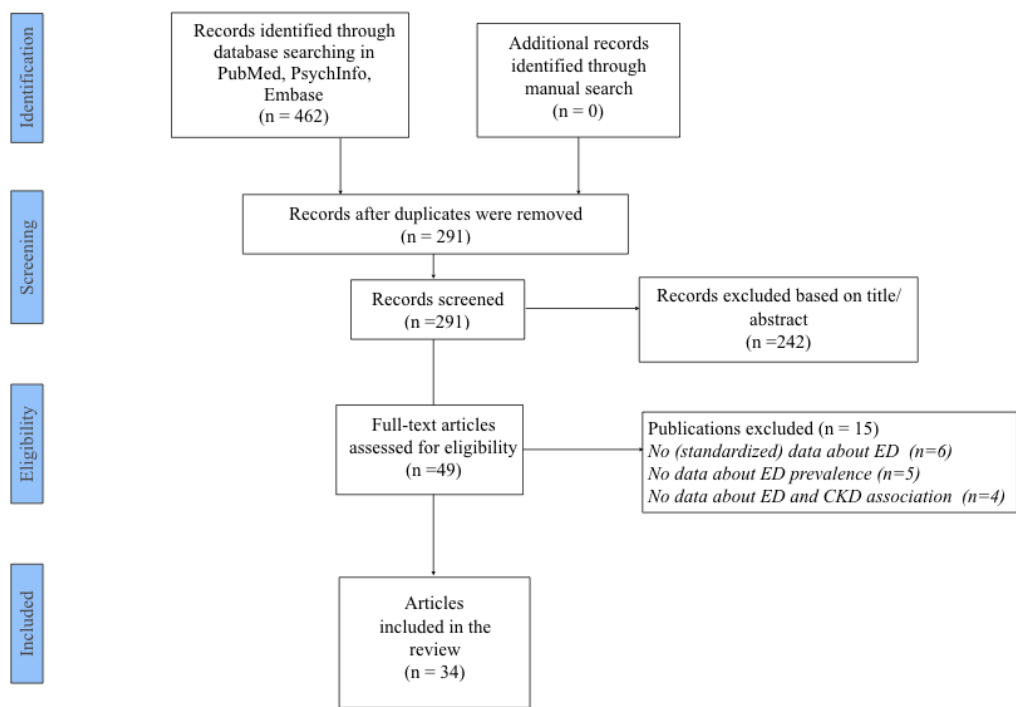 Identification
Records identified through
database searching in
PubMed, PsychInfo,
Embase
(n = 462)
Additional records
identified through
manual search
(n = 0)
Screening
Records after duplicates were removed
(n = 291)
Records screened
(n =291)
Records excluded based on title/
abstract
(n =242)
Eligibility
Full-text articles
assessed for eligibility
(n =49)
Publications excluded (n = 15)
No (standardized) data about ED (n=6)
No data about ED prevalence (n=5)
No data about ED and CKD association (n=4)
Included
Articles
included in the
review
(n = 34)